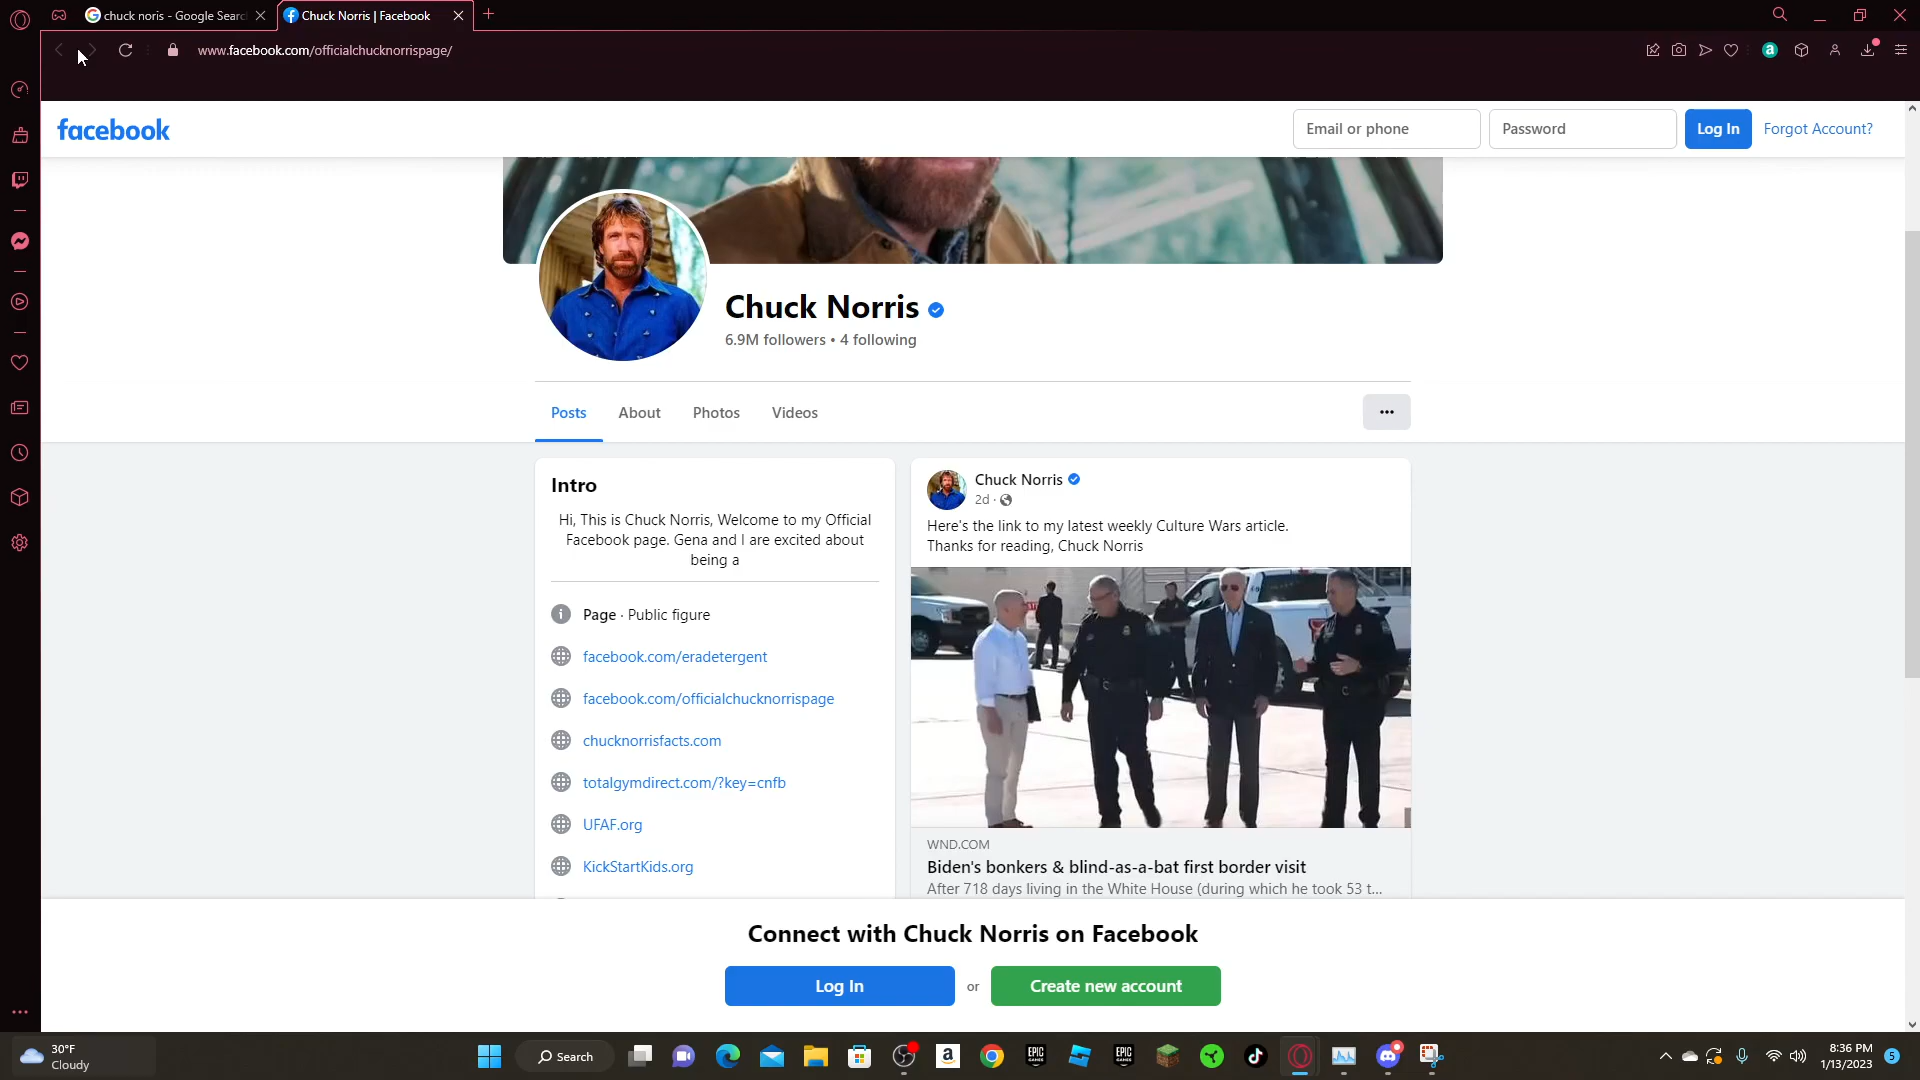 chuck noris - Google Searc
Chuck Norris | Facebook
www.facebook.com/officialchucknorrispage/
a
facebook
Email or phone
Password
Log In
Forgot Account?
Chuck Norris
6.9M followers • 4 following
Posts
About
Photos
Videos
Intro
Hi, This is Chuck Norris, Welcome to my Official
Facebook page. Gena and I are excited about
being a
Page · Public figure
facebook.com/eradetergent
facebook.com/officialchucknorrispage
chucknorrisfacts.com
totalgymdirect.com/?key=cnfb
UFAF.org
KickStartKids.org
Chuck Norris
2d ·
Here's the link to my latest weekly Culture Wars article.
Thanks for reading, Chuck Norris
WND.COM
Biden's bonkers & blind-as-a-bat first border visit
After 718 days living in the White House (during which he took 53 t...
Connect with Chuck Norris on Facebook
Log In
or
Create new account
30°F
Cloudy
Search
a
EPIC
GAMES
EPIC
GAMES
8:36 PM
1/13/2023
5